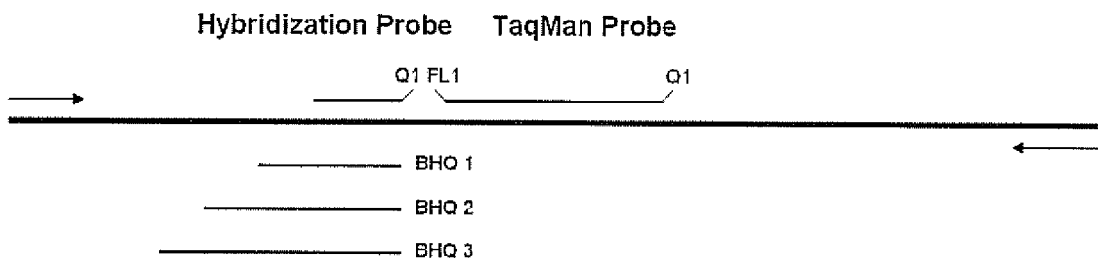 Hybridization Probe TaqMan Probe
Q1 FL1 Q1
BHQ 1
BHQ 2
BHQ 3